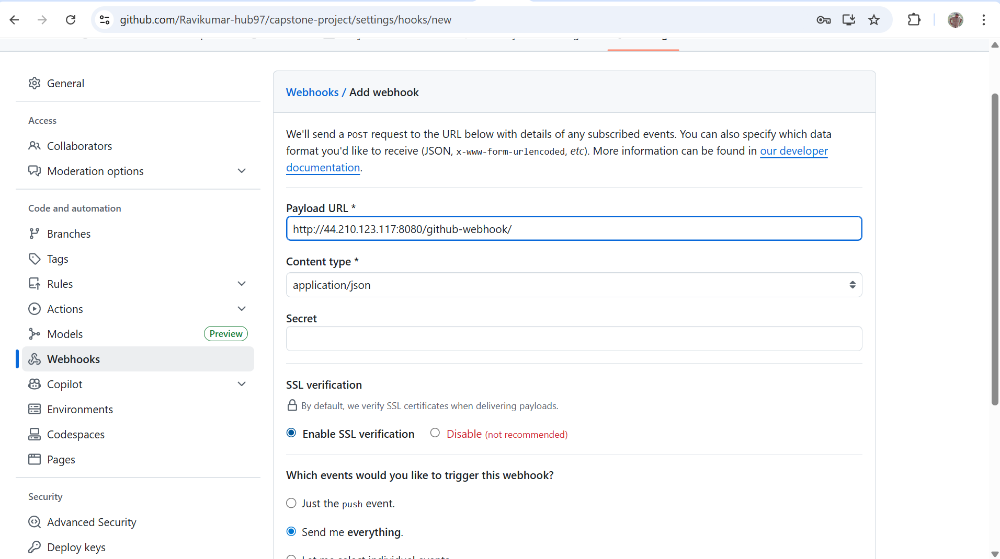 github.com/Ravikumar-hub97/capstone-project/settings/hooks/new
General
Access
Collaborators
Moderation options
Code and automation
Branches
Tags
Rules
Actions
Models
Preview
Webhooks
Copilot
Environments
Codespaces
Pages
Security
Advanced Security
Deploy keys
Webhooks / Add webhook
We'll send a POST request to the URL below with details of any subscribed events. You can also specify which data
format you'd like to receive (JSON, x-www-form-urlencoded, etc). More information can be found in our developer
documentation.
Payload URL *
http://44.210.123.117:8080/github-webhook/
Content type *
application/json
Secret
SSL verification
By default, we verify SSL certificates when delivering payloads.
Enable SSL verification
Disable (not recommended)
Which events would you like to trigger this webhook?
Just the push event.
Send me everything.
Let me select individual events